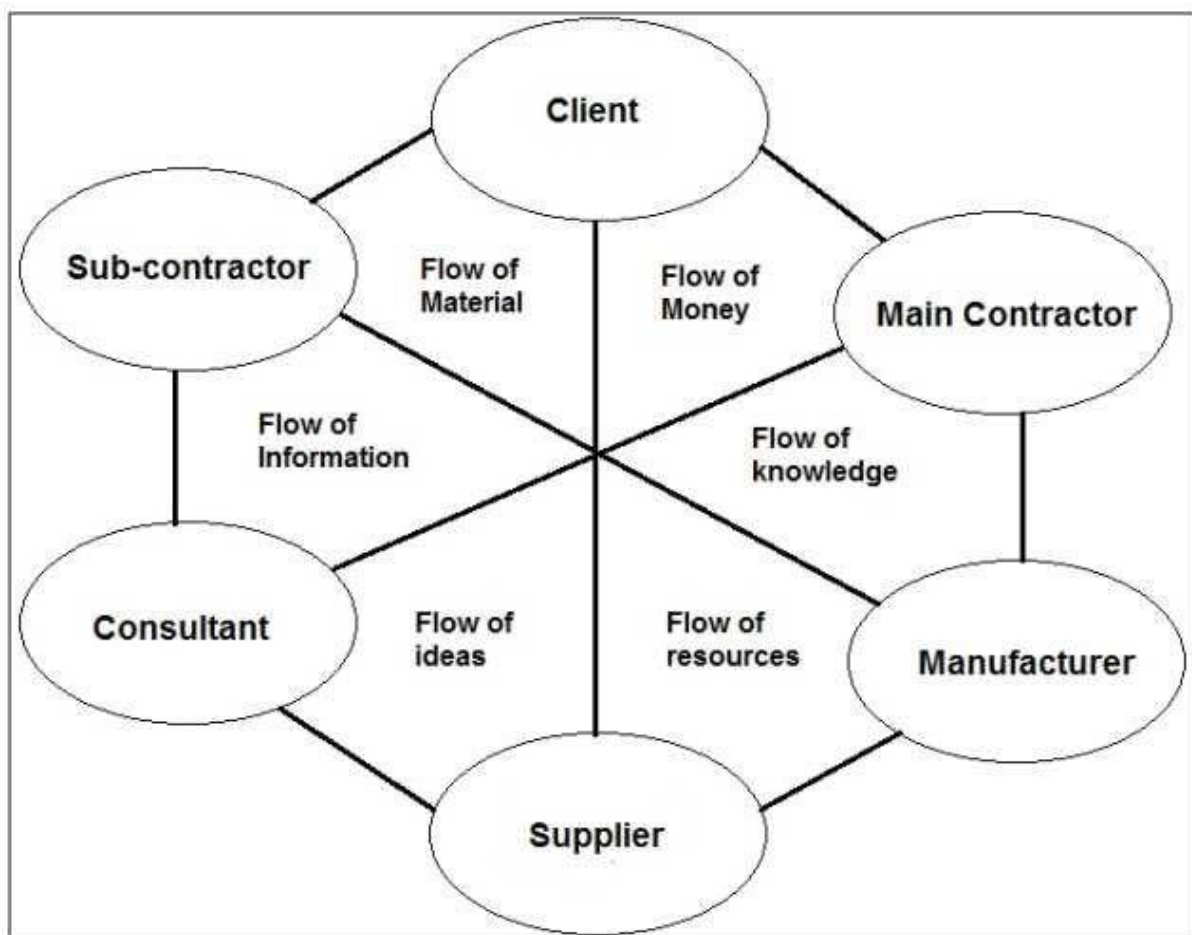 Client
Sub-contractor
Flow of
Material
Flow of
Money
Main Contractor
Flow of
Information
Flow of
knowledge
Consultant
Flow of
ideas
Flow of
resources
Manufacturer
Supplier